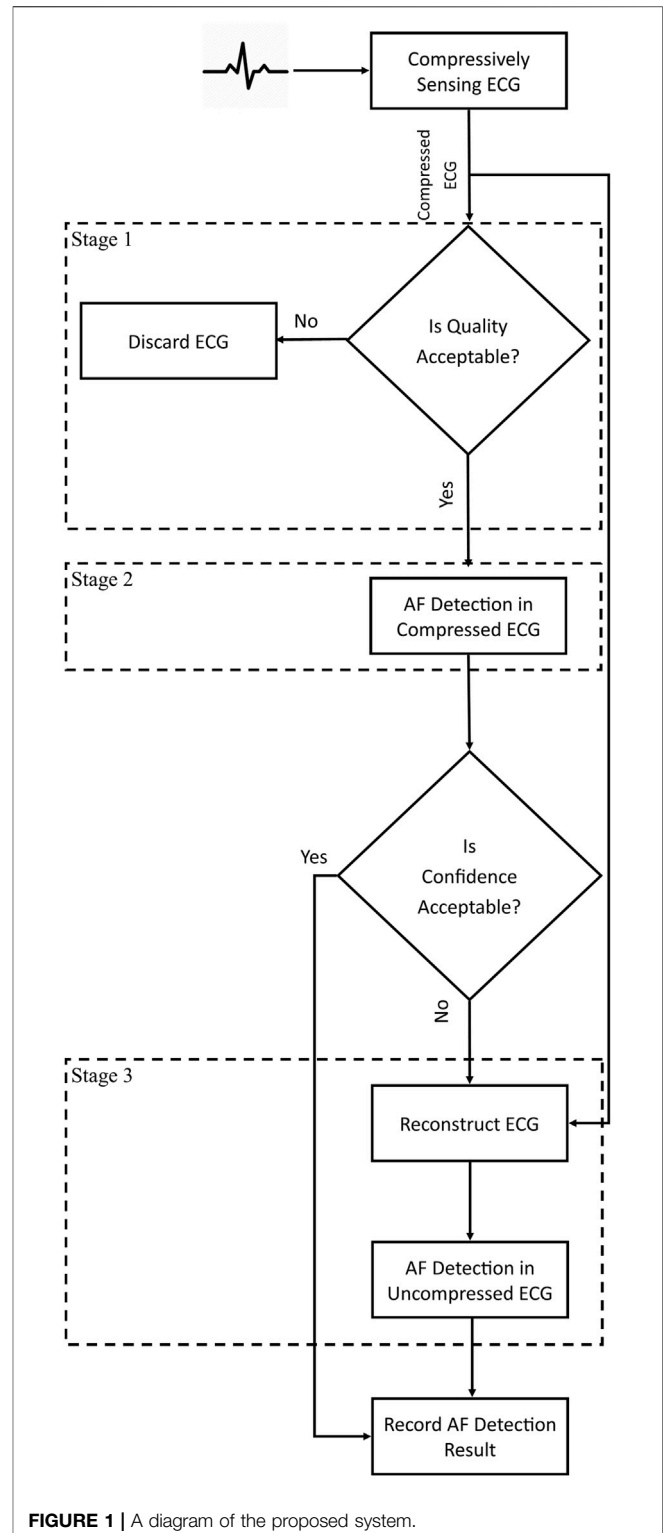 Compressively
Sensing ECG
Compressed
ECG
Stage 1
Is Quality
Acceptable?
No
Discard ECG
Yes
Stage 2
AF Detection in
Compressed ECG
Is
Confidence
Acceptable?
Yes
No
Stage 3
Reconstruct ECG
AF Detection in
Uncompressed ECG
Record AF Detection
Result
FIGURE 1 | A diagram of the proposed system.